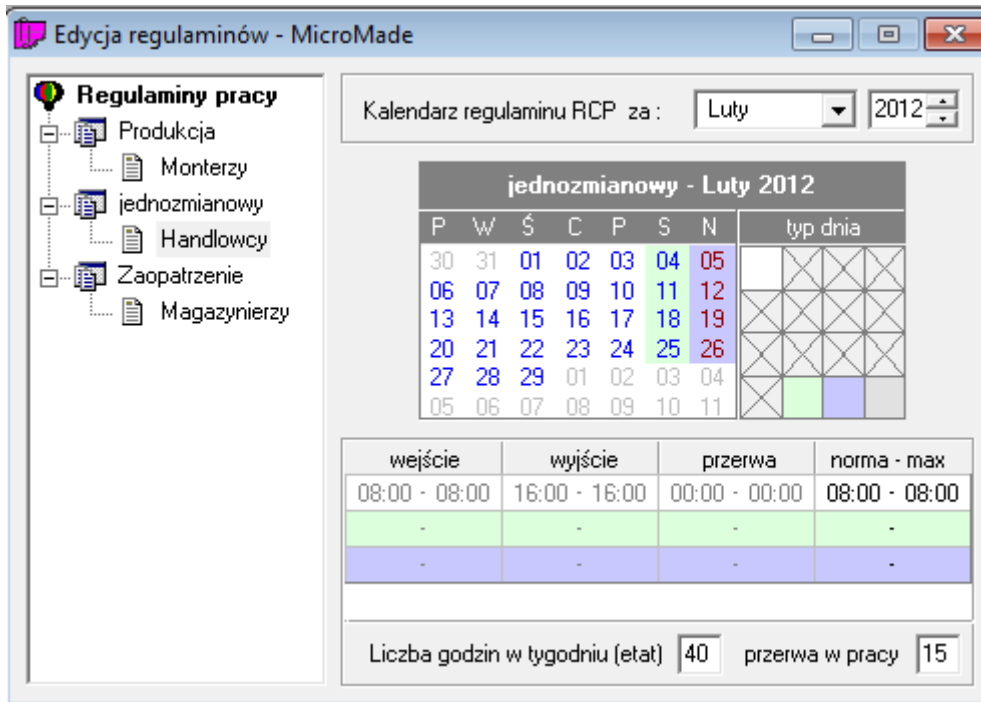 Edycja regulaminów - MicroMade
Regulaminy pracy
Produkcja
Monterzy
jednozmianowy
Handlowcy
Zaopatrzenie
Magazynierzy
Kalendarz regulaminu RCP za : Luty 2012
jednozmianowy - Luty 2012
P W Ś C P S N typ dnia
30 31 01 02 03 04 05
06 07 08 09 10 11 12
13 14 15 16 17 18 19
20 21 22 23 24 25 26
27 28 29 01 02 03 04
05 06 07 08 09 10 11
wejście wyjście przerwa norma - max
08:00 - 08:00 16:00 - 16:00 00:00 - 00:00 08:00 - 08:00
- - - -
- - - -
Liczba godzin w tygodniu (etat) 40 przerwa w pracy 15